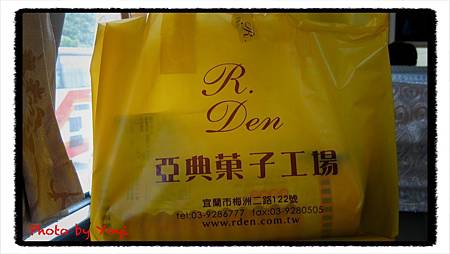 R.
R.
Den
亞典菓子工場
宜蘭市梅洲二路122號
tel:03-9286777 fax:03-9280505
www.rden.com.tw
Photo by Yuyi